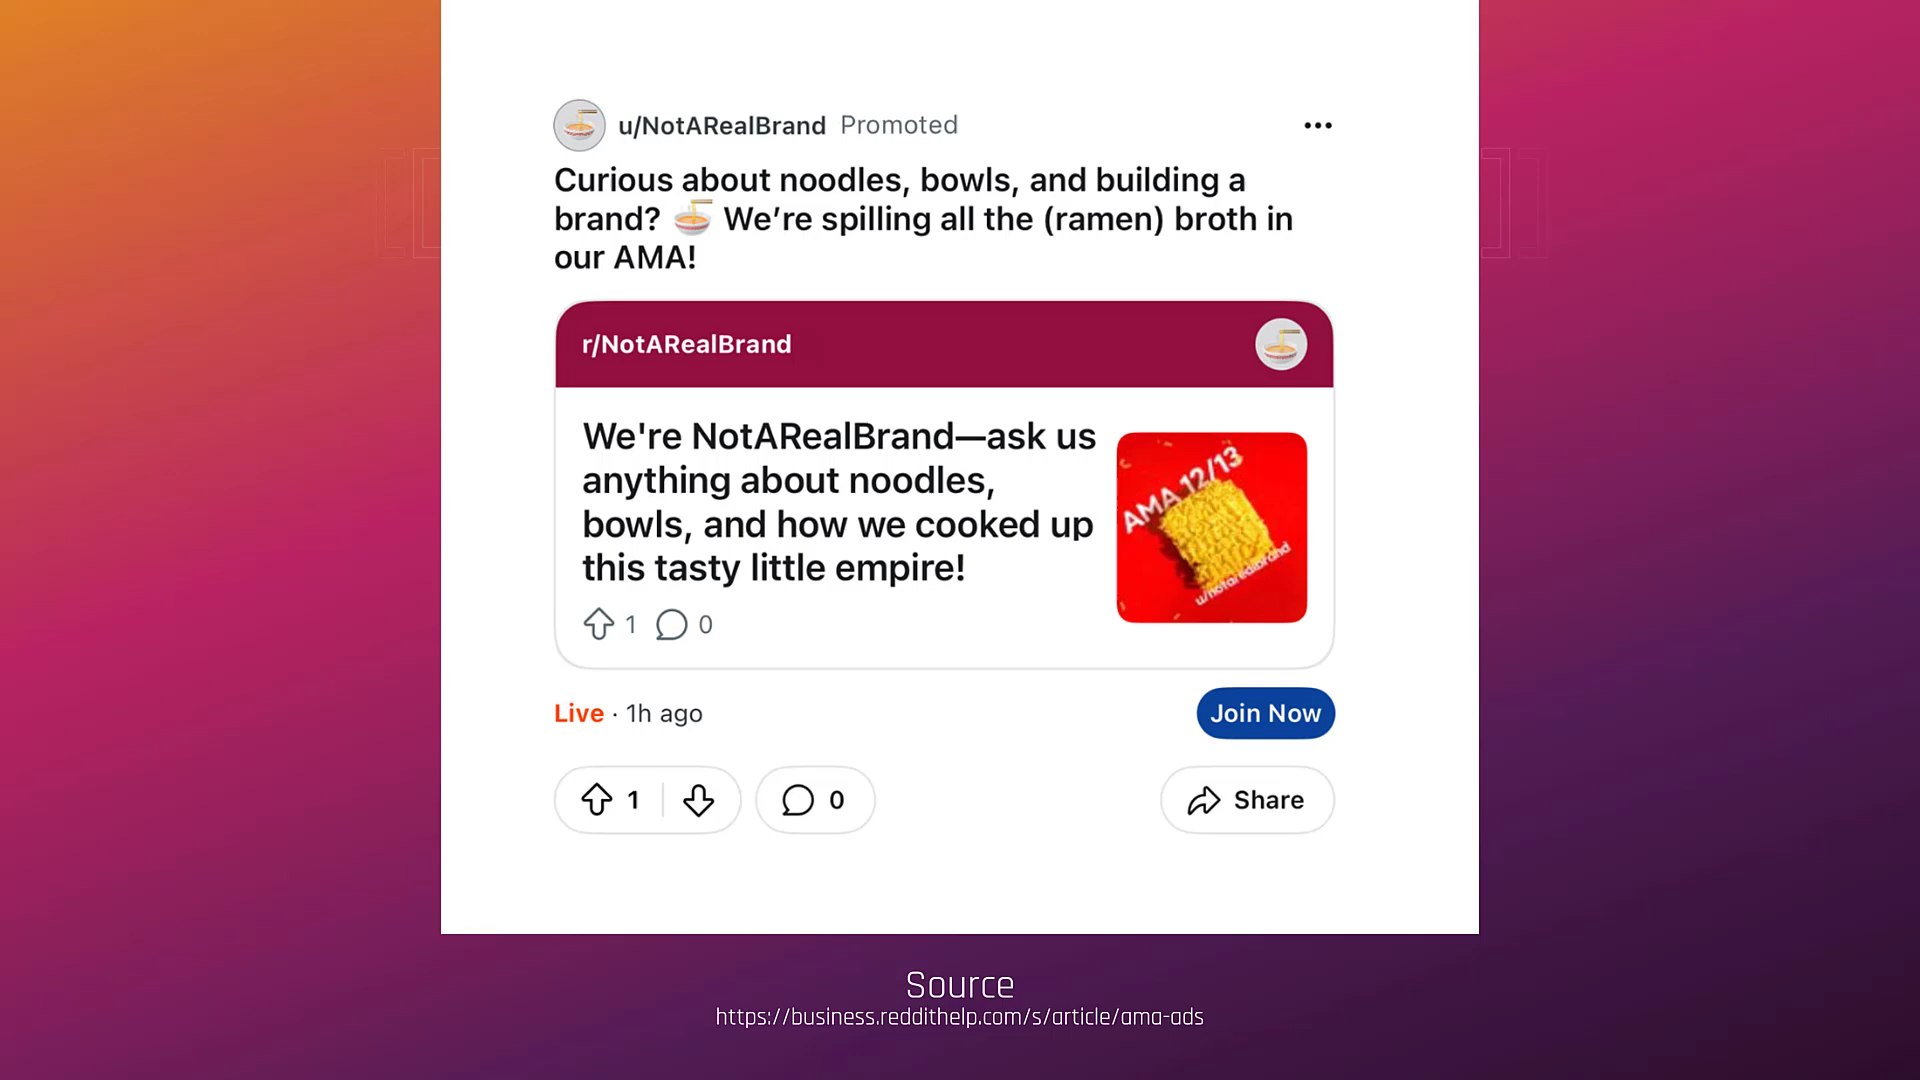 u/NotARealBrand Promoted
Curious about noodles, bowls, and building a
brand? 🍜 We’re spilling all the (ramen) broth in
our AMA!
r/NotARealBrand
We're NotARealBrand—ask us
anything about noodles,
bowls, and how we cooked up
this tasty little empire!
AMA 12/13
u/notarealbrand
1 0
Live · 1h ago
Join Now
1 0 Share
Source
https://business.reddithelp.com/s/article/ama-ads